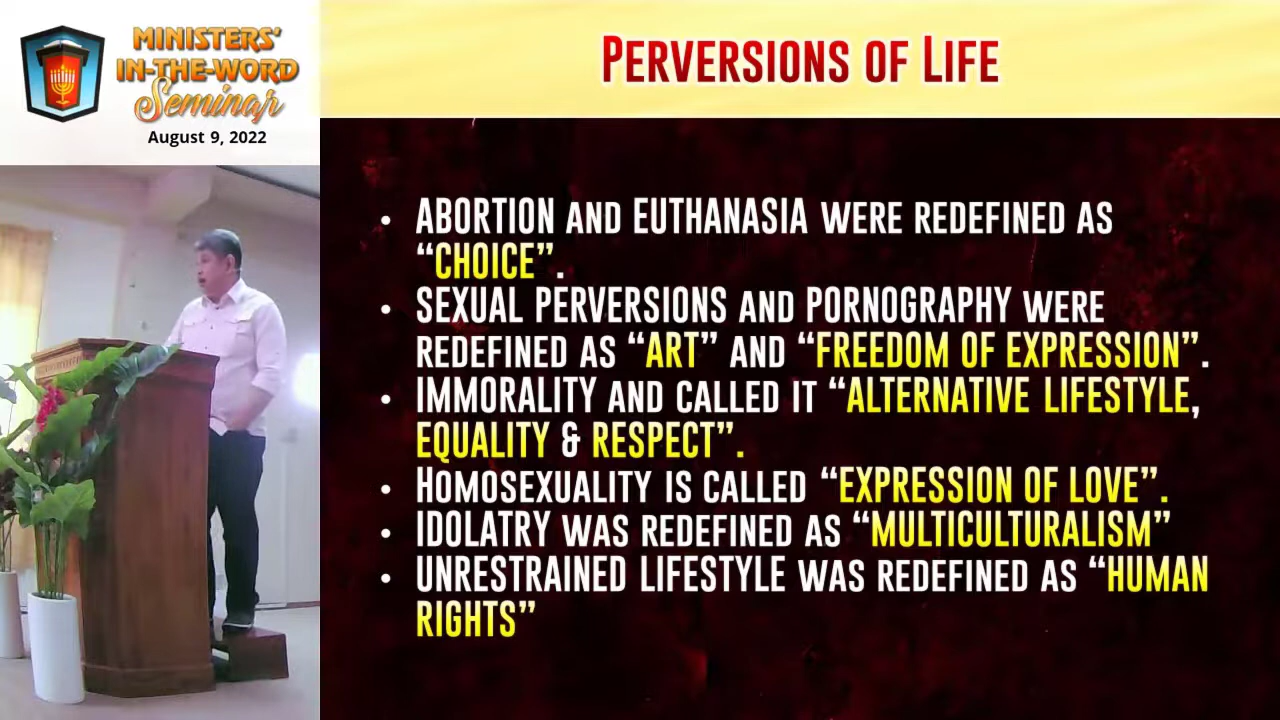 MINISTERS'
IN-THE-WORD
Seminar
August 9, 2022
PERVERSIONS OF LIFE
• ABORTION AND EUTHANASIA WERE REDEFINED AS
“CHOICE”.
• SEXUAL PERVERSIONS AND PORNOGRAPHY WERE
REDEFINED AS “ART” AND “FREEDOM OF EXPRESSION”.
• IMMORALITY AND CALLED IT “ALTERNATIVE LIFESTYLE,
EQUALITY & RESPECT”.
• HOMOSEXUALITY IS CALLED “EXPRESSION OF LOVE”.
• IDOLATRY WAS REDEFINED AS “MULTICULTURALISM”
• UNRESTRAINED LIFESTYLE WAS REDEFINED AS “HUMAN
RIGHTS”